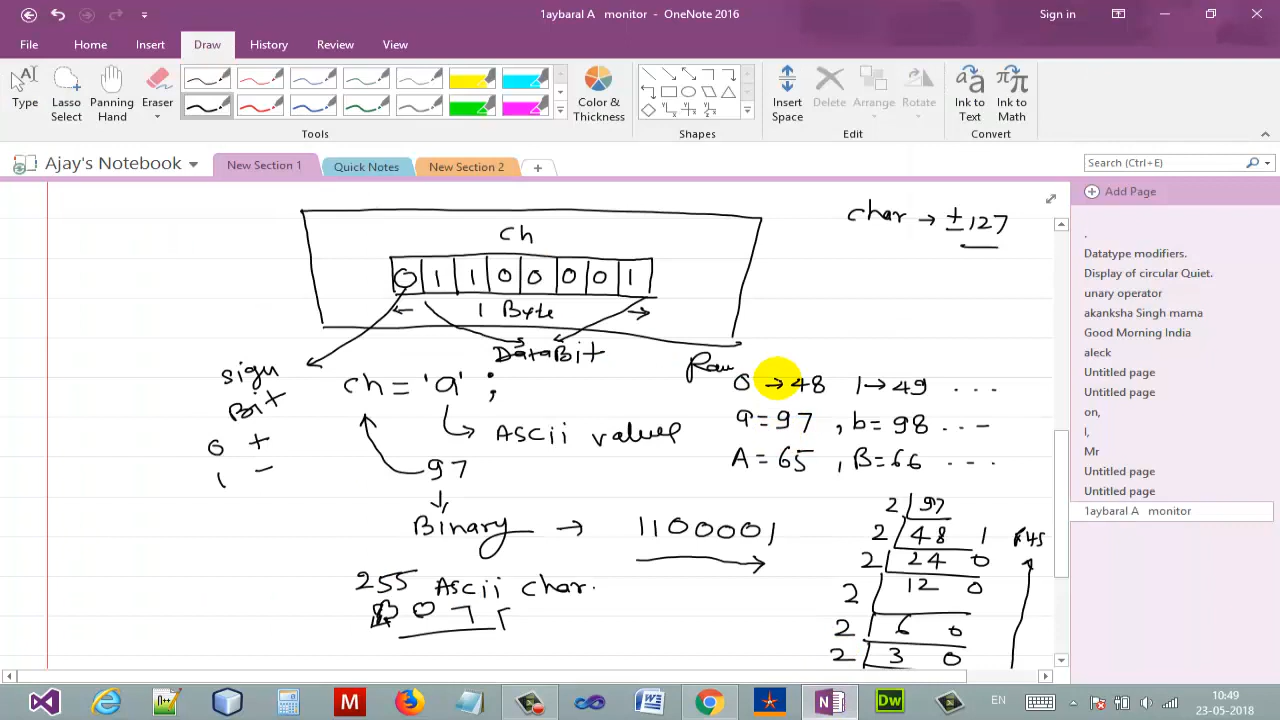 1aybaral A monitor - OneNote 2016
Sign in
File Home Insert Draw History Review View
Type
Lasso Select
Panning Hand
Eraser
Color & Thickness
Insert Space
Delete
Arrange
Rotate
Ink to Text
Ink to Math
Tools
Shapes
Edit
Convert
Ajay's Notebook
New Section 1
Quick Notes
New Section 2
Search (Ctrl+E)
Add Page
.
Datatype modifiers.
Display of circular Quiet.
unary operator
akanksha Singh mama
Good Morning India
aleck
Untitled page
Untitled page
on,
I,
Mr
Untitled page
Untitled page
1aybaral A monitor
char → ± 127
ch
0 1 1 0 0 0 0 1
1 Byte
DataBit
Ram
sign
Bit
0 +
1 -
ch = 'a' ;
ASCii value
97
Binary → 1100001
255 Ascii char.
0 → 48 1 → 49 ...
a = 97 , b = 98 ...
A = 65 , B = 66 ...
2 97
2 48 1
2 24 0
2 12 0
2 6 0
2 3 0
EN
10:49
23-05-2018